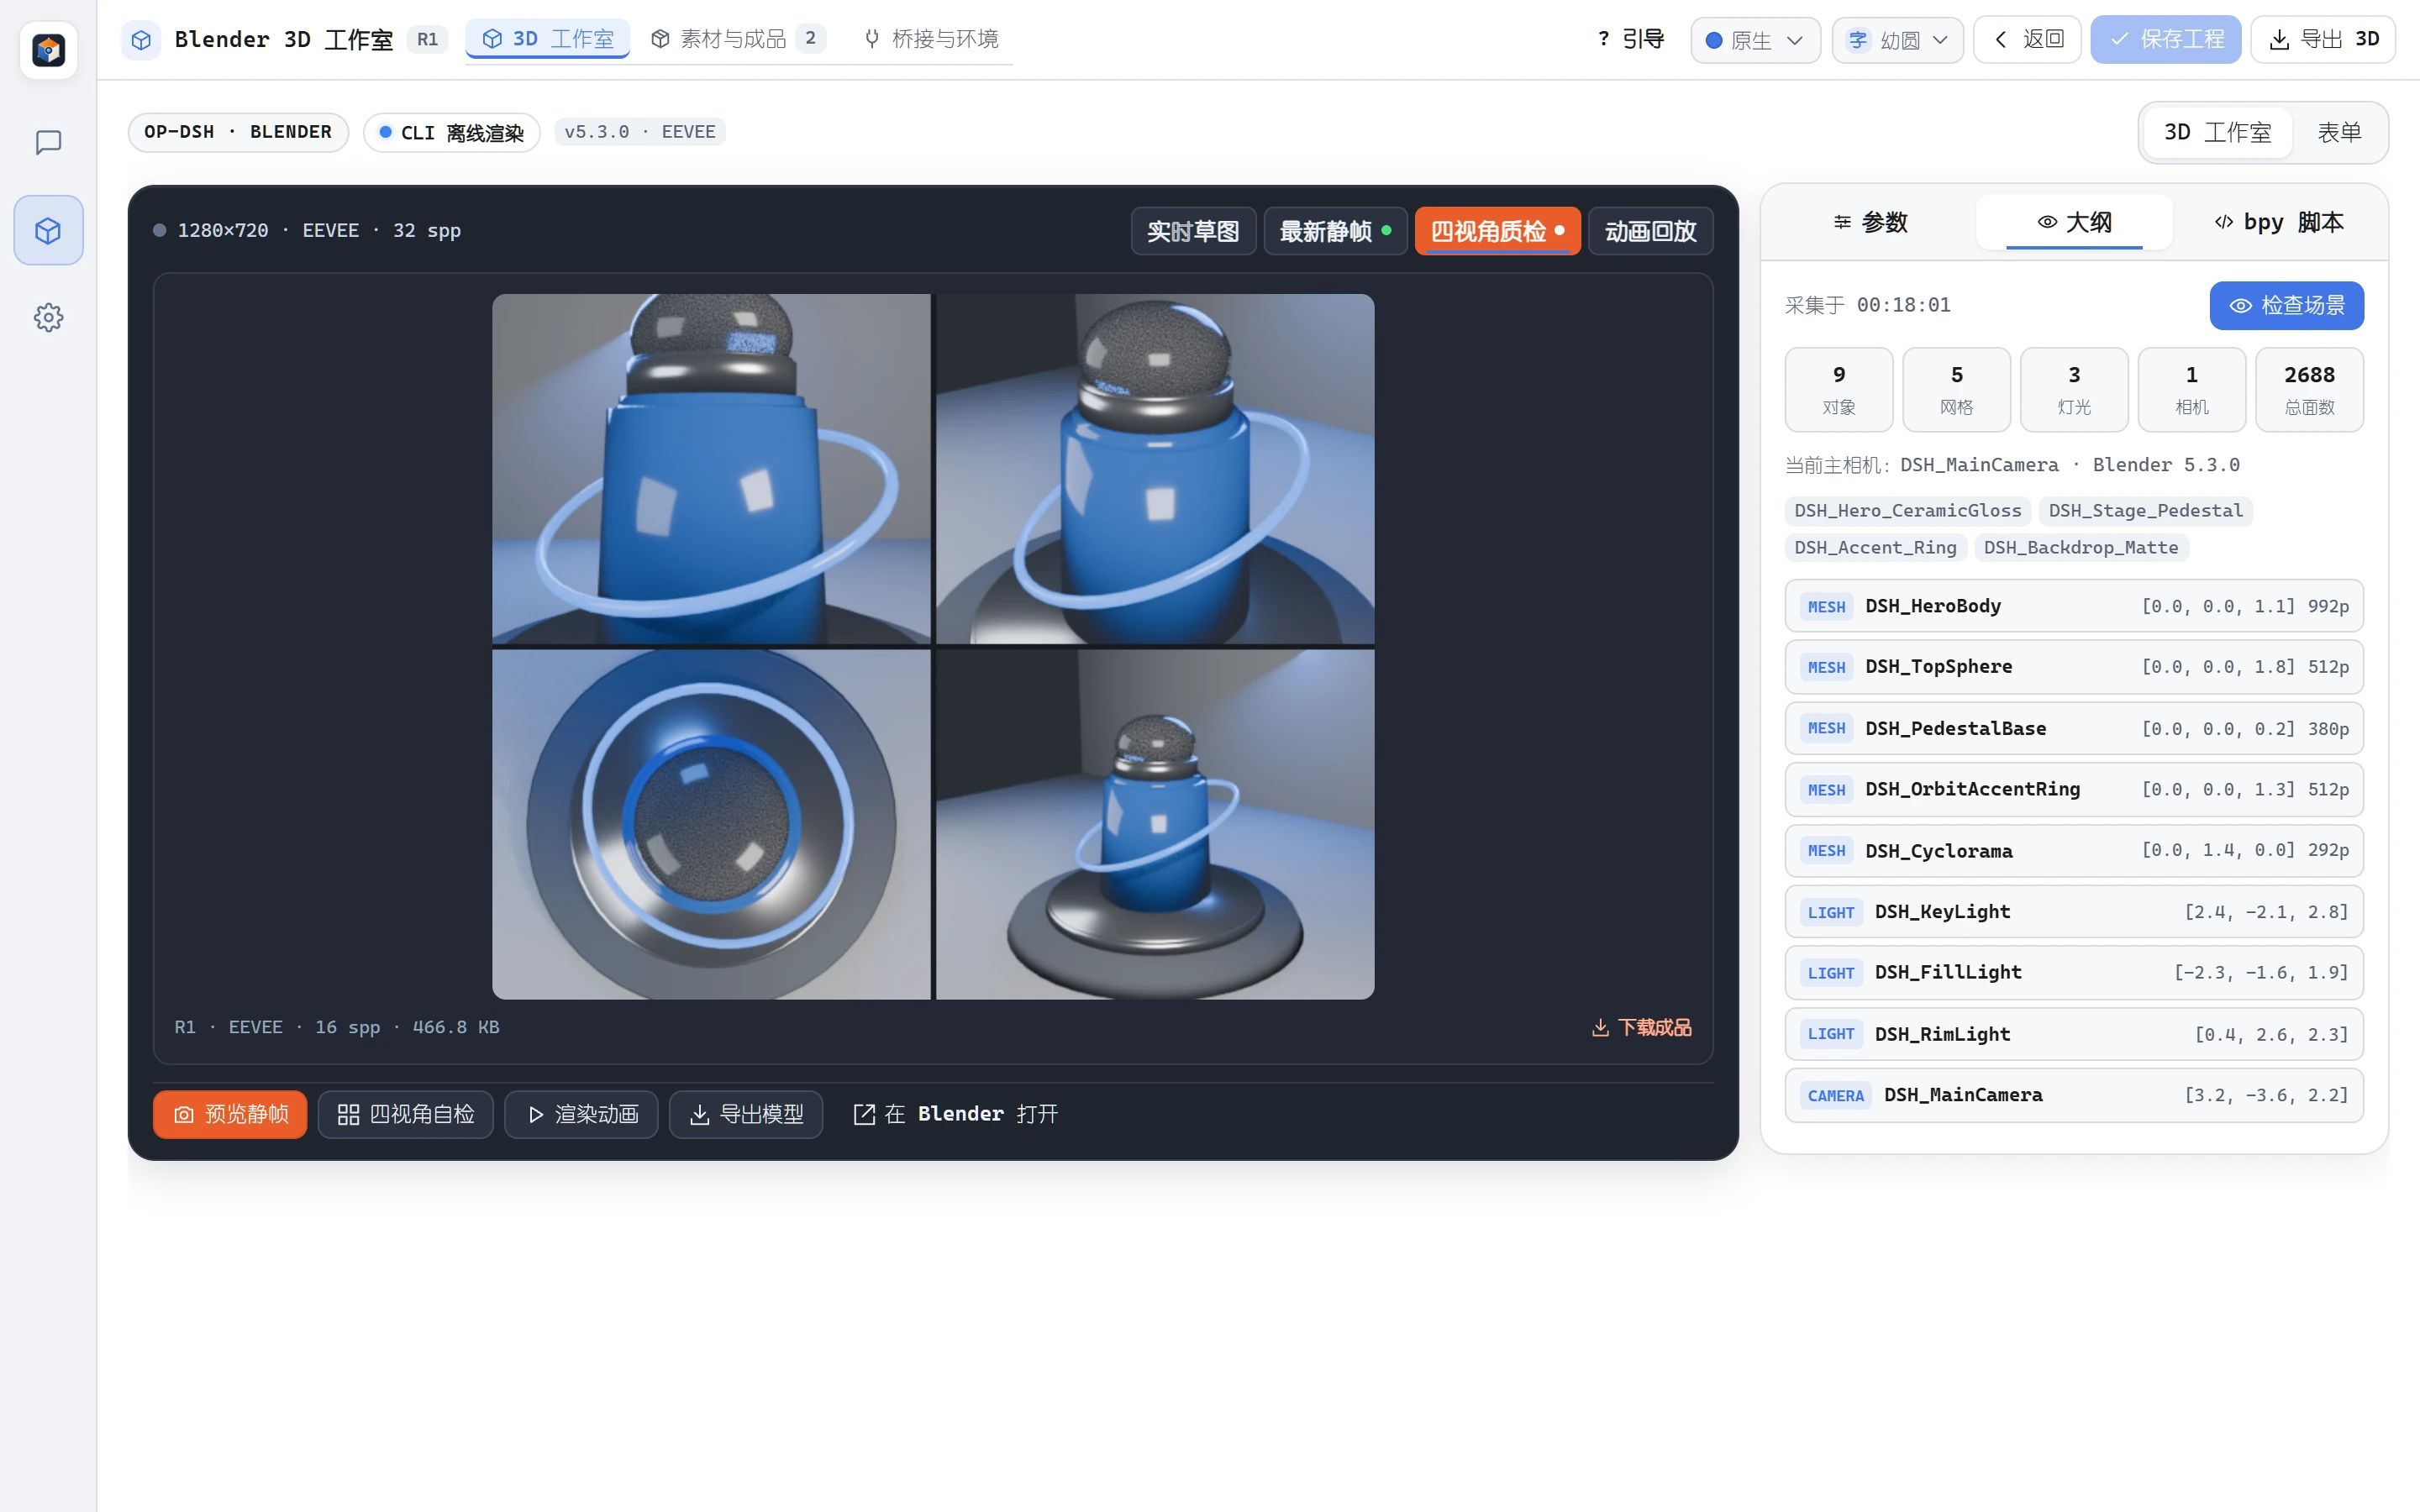 Blender 3D 工作室 R1 3D 工作室 素材与成品 2 桥接与环境 ? 引导 原生 字 幼圆 返回 保存工程 导出 3D
OP-DSH · BLENDER CLI 离线渲染 v5.3.0 · EEVEE 3D 工作室 表单
1280×720 · EEVEE · 32 spp 实时草图 最新静帧 四视角质检 动画回放
R1 · EEVEE · 16 spp · 466.8 KB 下载成品
预览静帧 四视角自检 渲染动画 导出模型 在 Blender 打开
参数 大纲 bpy 脚本
采集于 00:18:01 检查场景
9 5 3 1 2688
对象 网格 灯光 相机 总面数
当前主相机: DSH_MainCamera · Blender 5.3.0
DSH_Hero_CeramicGloss DSH_Stage_Pedestal
DSH_Accent_Ring DSH_Backdrop_Matte
MESH DSH_HeroBody [0.0, 0.0, 1.1] 992p
MESH DSH_TopSphere [0.0, 0.0, 1.8] 512p
MESH DSH_PedestalBase [0.0, 0.0, 0.2] 380p
MESH DSH_OrbitAccentRing [0.0, 0.0, 1.3] 512p
MESH DSH_Cyclorama [0.0, 1.4, 0.0] 292p
LIGHT DSH_KeyLight [2.4, -2.1, 2.8]
LIGHT DSH_FillLight [-2.3, -1.6, 1.9]
LIGHT DSH_RimLight [0.4, 2.6, 2.3]
CAMERA DSH_MainCamera [3.2, -3.6, 2.2]